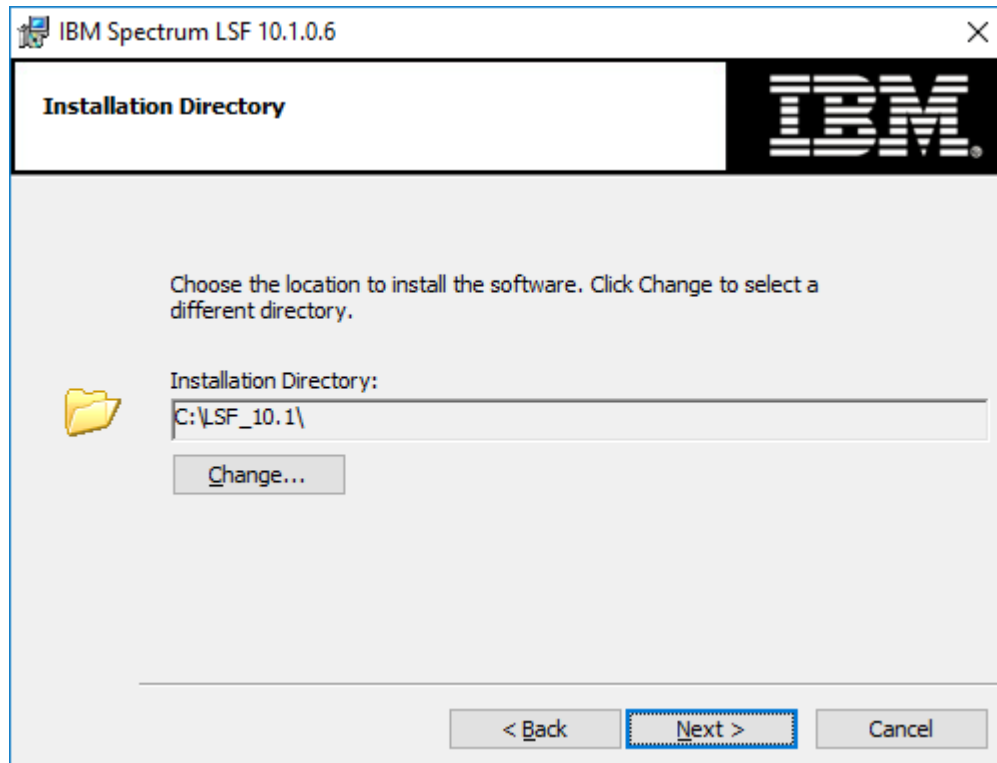 IBM Spectrum LSF 10.1.0.6
Installation Directory
IBM®
Choose the location to install the software. Click Change to select a
different directory.
Installation Directory:
C:\LSF_10.1\
Change...
< Back
Next >
Cancel